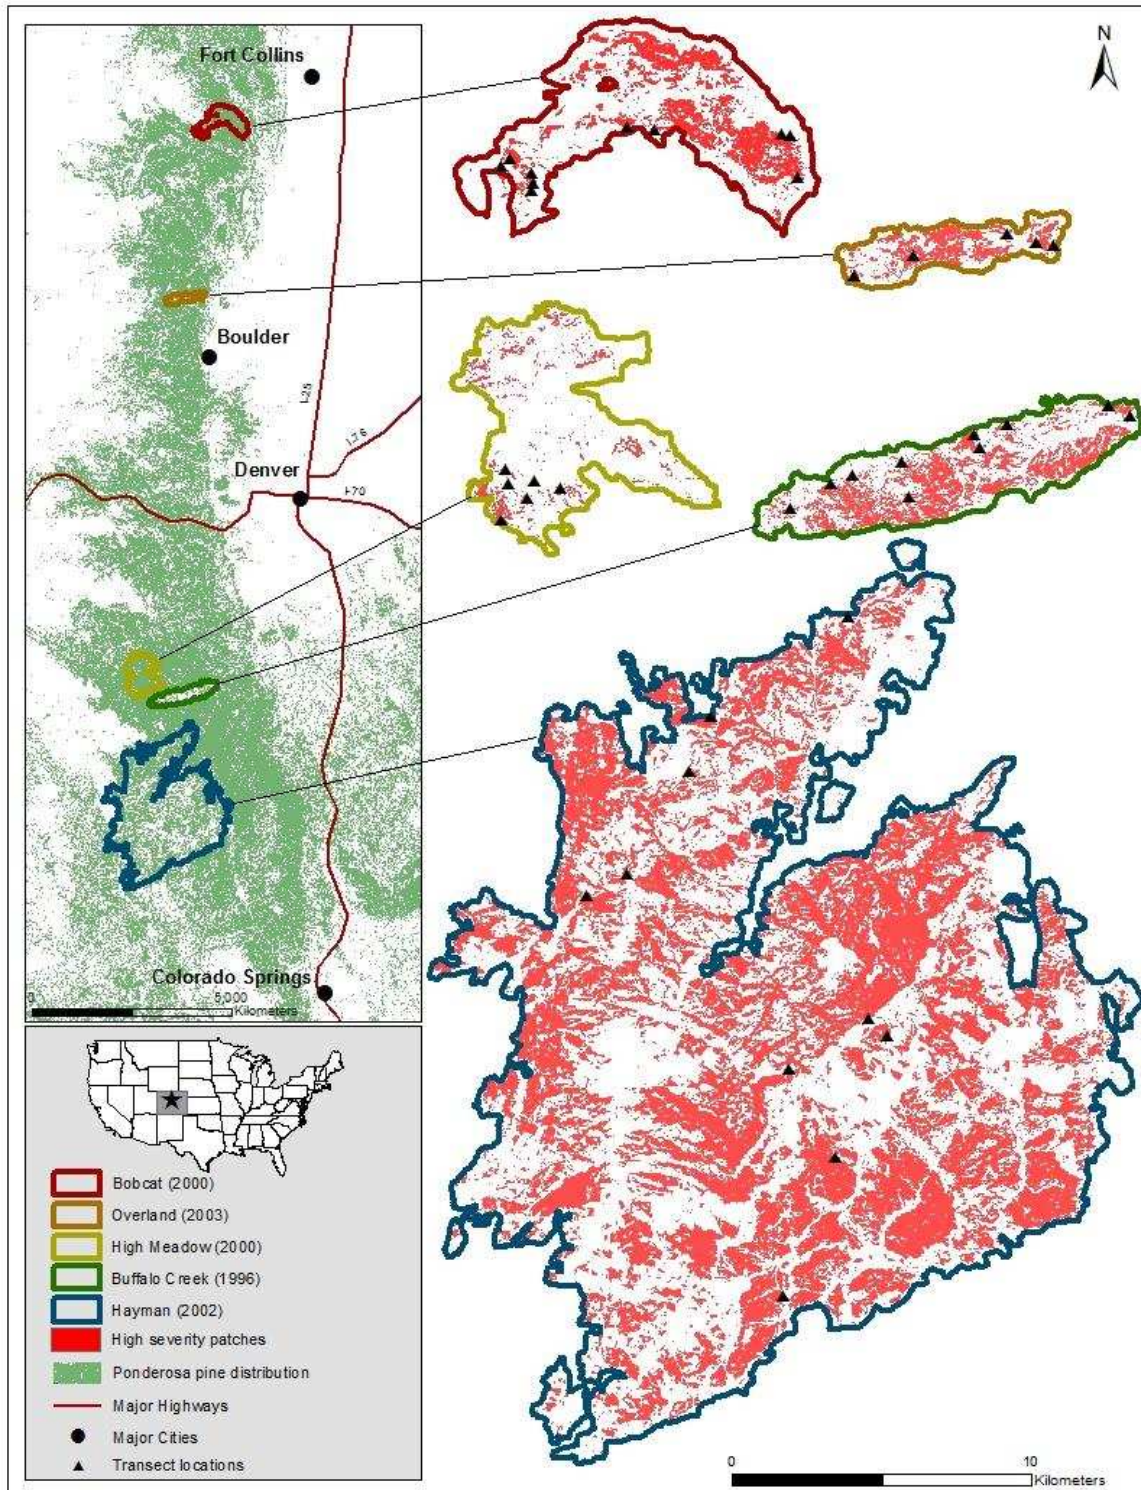 N
Fort Collins
Boulder
I-25
I-76
Denver
I-70
Colorado Springs
0 5,000
Kilometers
Bobcat (2000)
Overland (2003)
High Meadow (2000)
Buffalo Creek (1996)
Hayman (2002)
High severity patches
Ponderosa pine distribution
Major Highways
Major Cities
Transect locations
0 10
Kilometers